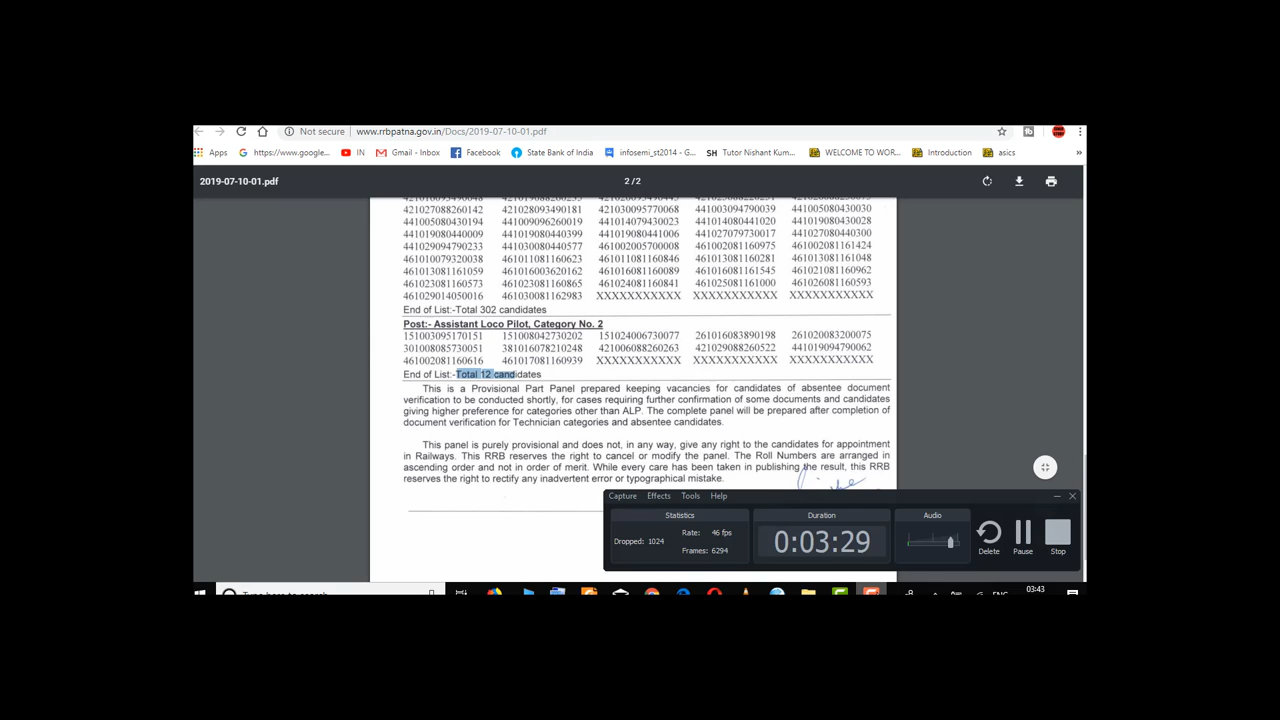 Not secure www.rrbpatna.gov.in/Docs/2019-07-10-01.pdf
Apps https://www.google... IN Gmail - Inbox Facebook State Bank of India infosemi_st2014 - G... SH Tutor Nishant Kum... WELCOME TO WOR... Introduction asics »
2019-07-10-01.pdf 2 / 2
421027088260142 421028093490181 421030095770068 441003094790039 441005080430030
441005080430194 441009096260019 441014079430023 441014080441020 441019080430028
441019080440009 441019080440399 441019080441006 441027079730017 441027080440300
441029094790233 441030080440577 461002005700008 461002081160975 461002081161424
461010079320038 461010081160623 461011081160846 461013081160281 461013081161048
461013081161059 461016003620162 461016081160089 461016081161545 461021081160962
461023081160573 461023081160865 461024081160841 461025081161000 461026081160593
461029014050016 461030081162983 XXXXXXXXXXX XXXXXXXXXXX XXXXXXXXXXX
End of List:-Total 302 candidates
Post:- Assistant Loco Pilot, Category No. 2
151003095170151 151008042730202 151024006730077 261016083890198 261020083200075
301008085730051 381016078210248 421006088260263 421029088260522 441019094790062
461002081160616 461017081160939 XXXXXXXXXXX XXXXXXXXXXX XXXXXXXXXXX
End of List:-Total 12 candidates
This is a Provisional Part Panel prepared keeping vacancies for candidates of absentee document
verification to be conducted shortly, for cases requiring further confirmation of some documents and candidates
giving higher preference for categories other than ALP. The complete panel will be prepared after completion of
document verification for Technician categories and absentee candidates.
This panel is purely provisional and does not, in any way, give any right to the candidates for appointment
in Railways. This RRB reserves the right to cancel or modify the panel. The Roll Numbers are arranged in
ascending order and not in order of merit. While every care has been taken in publishing the result, this RRB
reserves the right to rectify any inadvertent error or typographical mistake.
Capture Effects Tools Help
Statistics Duration Audio
Dropped: 1024 Rate: 46 fps
Frames: 6294
0:03:29
Delete Pause Stop
Type here to search
ENG 03:43